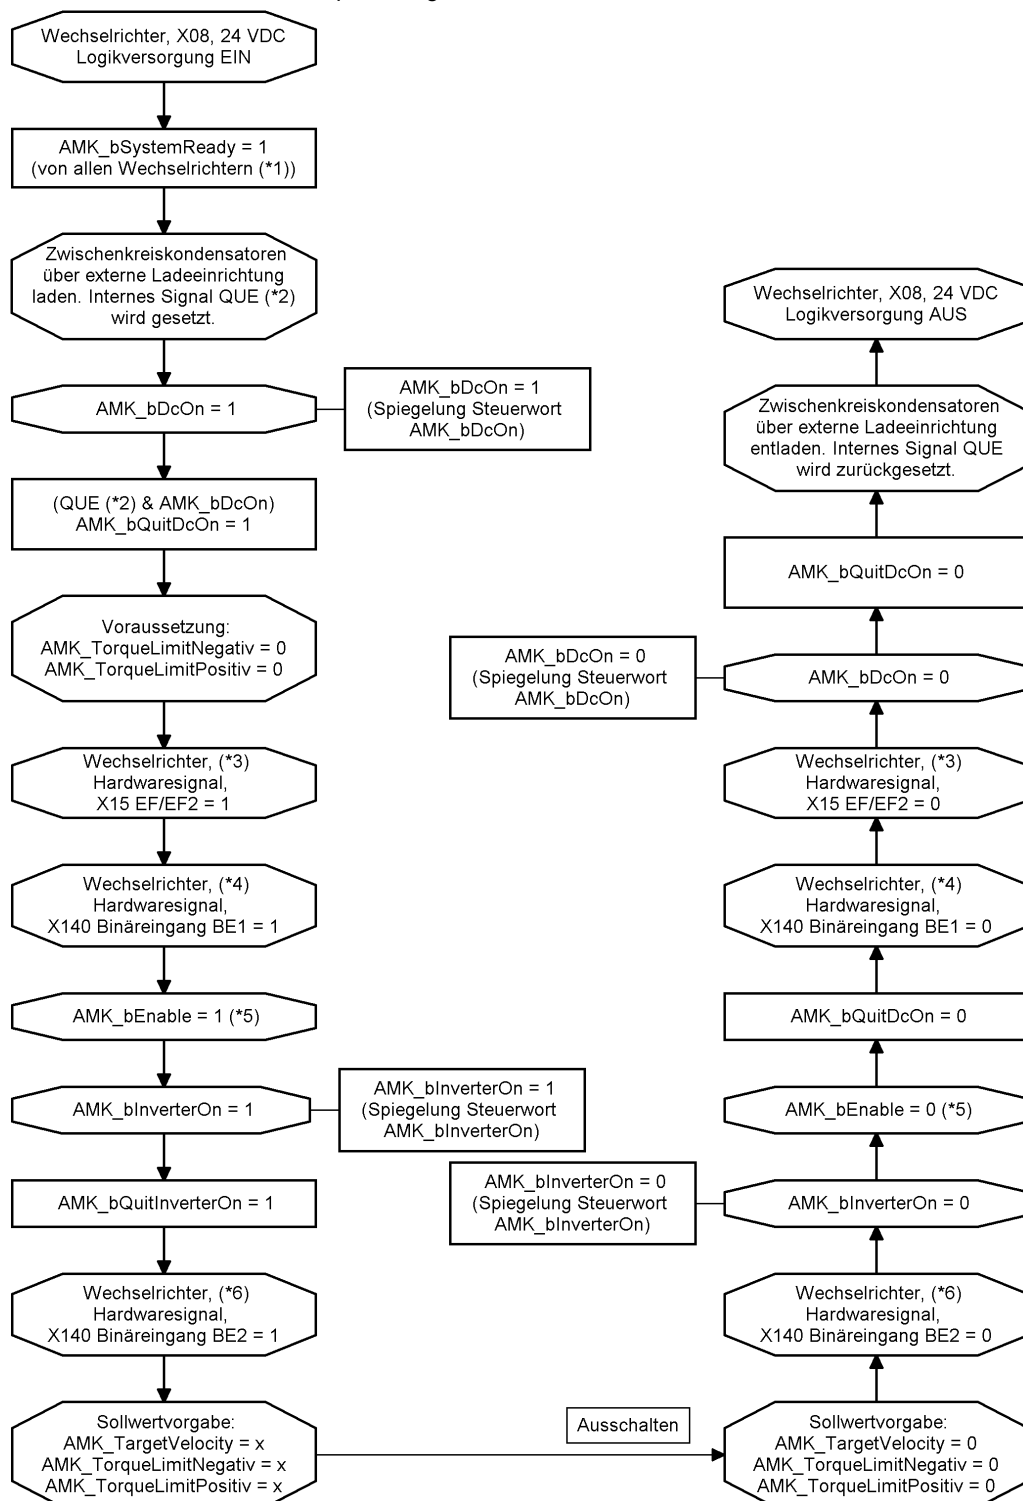 Wechselrichter, X08, 24 VDC
Logikversorgung EIN
AMK_bSystemReady = 1
(von allen Wechselrichtern (*1))
Zwischenkreiskondensatoren
über externe Ladeeinrichtung
laden. Internes Signal QUE (*2)
wird gesetzt.
AMK_bDcOn = 1
AMK_bDcOn = 1
(Spiegelung Steuerwort
AMK_bDcOn)
(QUE (*2) & AMK_bDcOn)
AMK_bQuitDcOn = 1
Voraussetzung:
AMK_TorqueLimitNegativ = 0
AMK_TorqueLimitPositiv = 0
Wechselrichter, (*3)
Hardwaresignal,
X15 EF/EF2 = 1
Wechselrichter, (*4)
Hardwaresignal,
X140 Binäreingang BE1 = 1
AMK_bEnable = 1 (*5)
AMK_bInverterOn = 1
AMK_bInverterOn = 1
(Spiegelung Steuerwort
AMK_bInverterOn)
AMK_bQuitInverterOn = 1
Wechselrichter, (*6)
Hardwaresignal,
X140 Binäreingang BE2 = 1
Sollwertvorgabe:
AMK_TargetVelocity = x
AMK_TorqueLimitNegativ = x
AMK_TorqueLimitPositiv = x
Ausschalten
Sollwertvorgabe:
AMK_TargetVelocity = 0
AMK_TorqueLimitNegativ = 0
AMK_TorqueLimitPositiv = 0
Wechselrichter, (*6)
Hardwaresignal,
X140 Binäreingang BE2 = 0
AMK_bInverterOn = 0
AMK_bInverterOn = 0
(Spiegelung Steuerwort
AMK_bInverterOn)
AMK_bEnable = 0 (*5)
AMK_bQuitDcOn = 0
Wechselrichter, (*4)
Hardwaresignal,
X140 Binäreingang BE1 = 0
Wechselrichter, (*3)
Hardwaresignal,
X15 EF/EF2 = 0
AMK_bDcOn = 0
AMK_bDcOn = 0
(Spiegelung Steuerwort
AMK_bDcOn)
AMK_bQuitDcOn = 0
Zwischenkreiskondensatoren
über externe Ladeeinrichtung
entladen. Internes Signal QUE
wird zurückgesetzt.
Wechselrichter, X08, 24 VDC
Logikversorgung AUS